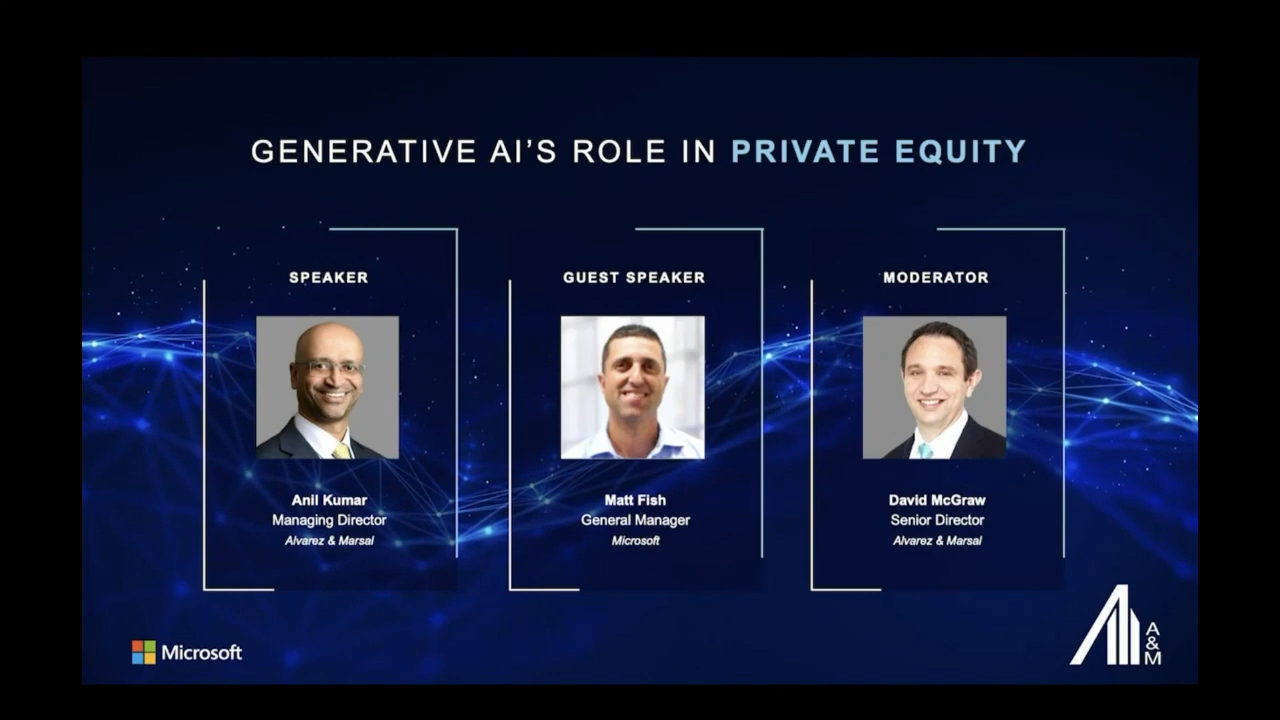 GENERATIVE AI'S ROLE IN PRIVATE EQUITY
SPEAKER
Anil Kumar
Managing Director
Alvarez & Marsal
GUEST SPEAKER
Matt Fish
General Manager
Microsoft
MODERATOR
David McGraw
Senior Director
Alvarez & Marsal
Microsoft
A
&
M